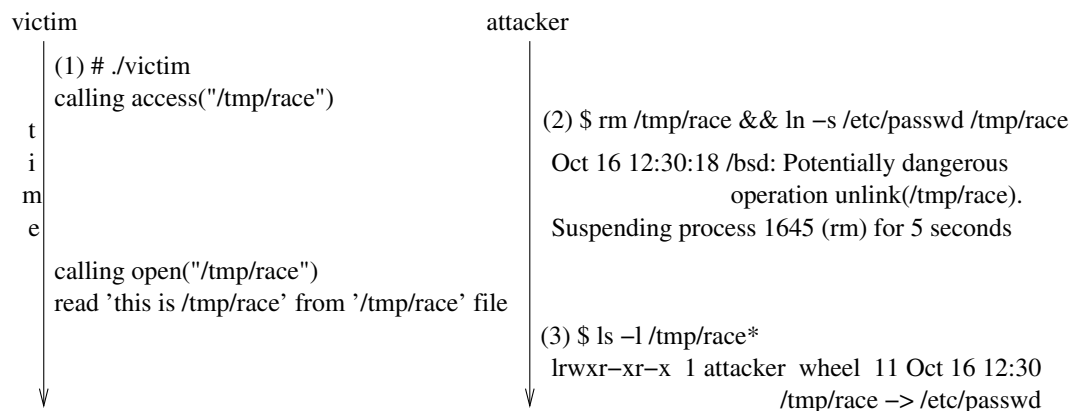 victim
attacker
(1) # ./victim
calling access("/tmp/race")
time
(2) $ rm /tmp/race && ln −s /etc/passwd /tmp/race
Oct 16 12:30:18 /bsd: Potentially dangerous
operation unlink(/tmp/race).
Suspending process 1645 (rm) for 5 seconds
calling open("/tmp/race")
read ’this is /tmp/race’ from ’/tmp/race’ file
(3) $ ls −l /tmp/race*
lrwxr−xr−x 1 attacker wheel 11 Oct 16 12:30
/tmp/race −> /etc/passwd